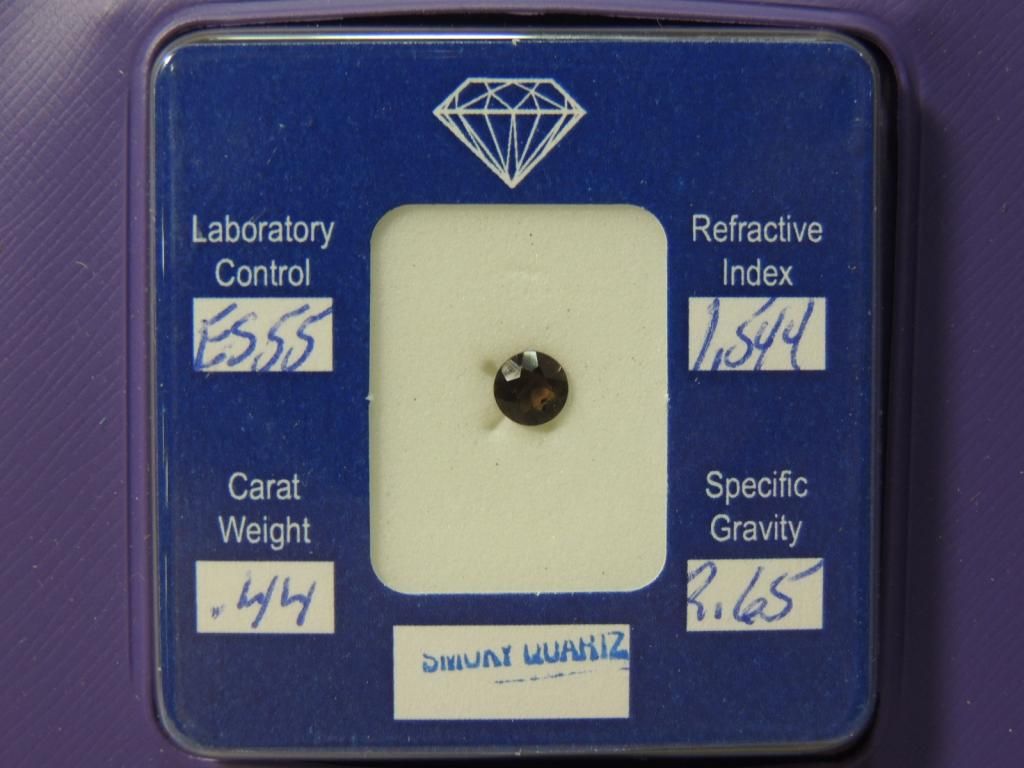 Laboratory
Control
ES55
Refractive
Index
1.544
Carat
Weight
.44
Specific
Gravity
2.65
SMOKY QUARTZ